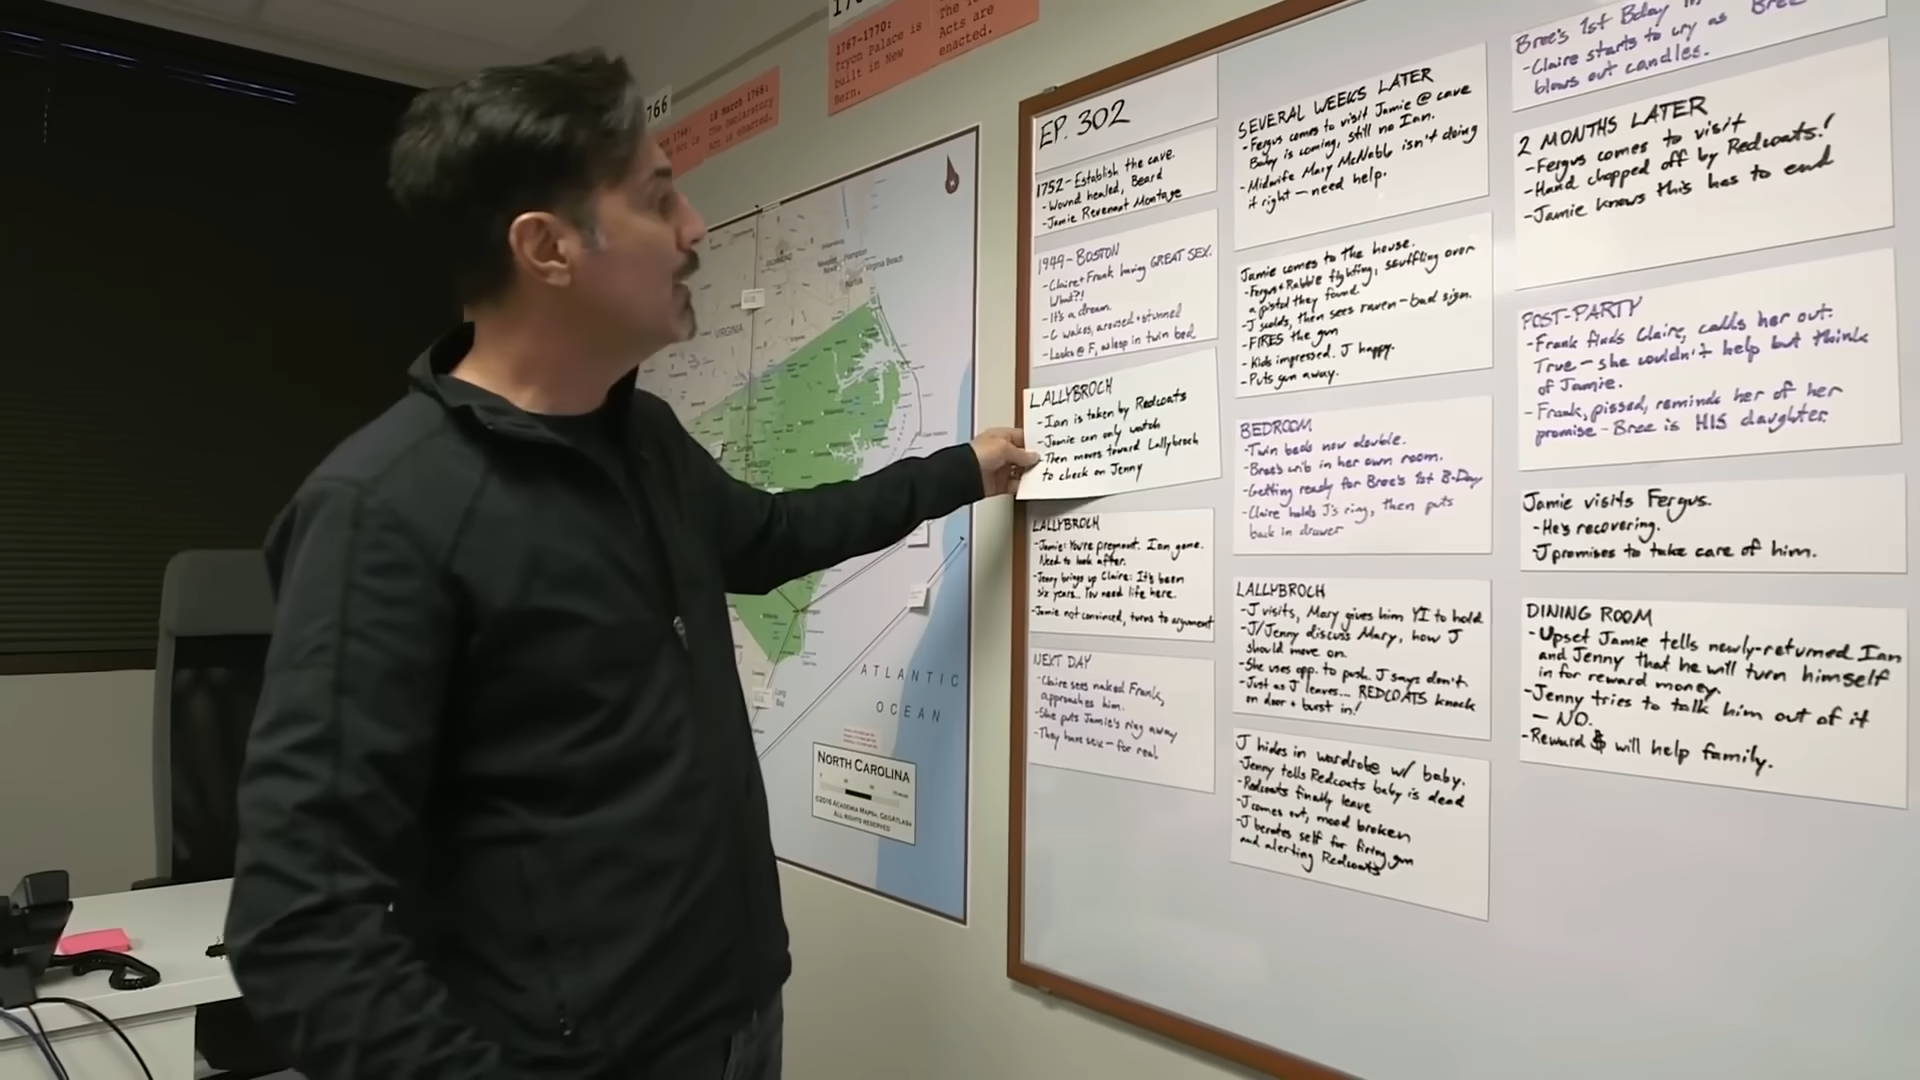 1767-1770:
Tryon Palace is
built in New
Bern.
The
Acts are
enacted.
766
18 March 1766:
The Declaratory
Act is enacted.
VIRGINIA
Virginia Beach
Hampton
Norfolk
ATLANTIC
OCEAN
Long
Bay
NORTH CAROLINA
©2016 ACADEMIA MAPS, GEOATLAS
ALL RIGHTS RESERVED
EP. 302
1752 - Establish the cave.
- Wound healed, Beard
- Jamie Revenant Montage
1949 - BOSTON
- Claire + Frank having GREAT SEX.
What?!
- It's a dream.
- C wakes, aroused + stunned
- Looks @ F, asleep in twin bed
LALLYBROCH
- Ian is taken by Redcoats
- Jamie can only watch
- Then moves toward Lallybroch
to check on Jenny
LALLYBROCH
- Jamie: You're pregnant. Ian gone.
Need to look after.
- Jenny brings up Claire: It's been
six years.. You need life here.
- Jamie not convinced, turns to argument
NEXT DAY
- Claire sees naked Frank,
approaches him.
- She puts Jamie's ring away
- They have sex - for real
SEVERAL WEEKS LATER
- Fergus comes to visit Jamie @ cave
Baby is coming, still no Ian.
- Midwife Mary McNabb isn't doing
it right - need help.
Jamie comes to the house.
- Fergus + Rabbie fighting, scuffling over
a pistol they found.
- J scolds, then sees raven - bad sign.
- FIRES the gun
- Kids impressed. J happy.
- Puts gun away.
BEDROOM
- Twin beds now double.
- Bree's crib in her own room.
- Getting ready for Bree's 1st B-Day
- Claire holds J's ring, then puts
back in drawer
LALLYBROCH
- J visits, Mary gives him YI to hold
- J/Jenny discuss Mary, how J
should move on.
- She uses opp. to push. J says don't.
- Just as J leaves... REDCOATS knock
on door + burst in!
J hides in wardrobe w/ baby.
- Jenny tells Redcoats baby is dead
- Redcoats finally leave
- J comes out, mood broken
- J berates self for firing gun
and alerting Redcoats
Bree's 1st Bday
- Claire starts to cry as Bree
blows out candles.
2 MONTHS LATER
- Fergus comes to visit
- Hand chopped off by Redcoats!
- Jamie knows this has to end
POST-PARTY
- Frank finds Claire, calls her out:
True - she couldn't help but think
of Jamie.
- Frank, pissed, reminds her of her
promise - Bree is HIS daughter.
Jamie visits Fergus.
- He's recovering.
- J promises to take care of him.
DINING ROOM
- Upset Jamie tells newly-returned Ian
and Jenny that he will turn himself
in for reward money.
- Jenny tries to talk him out of it
- NO.
- Reward $ will help family.